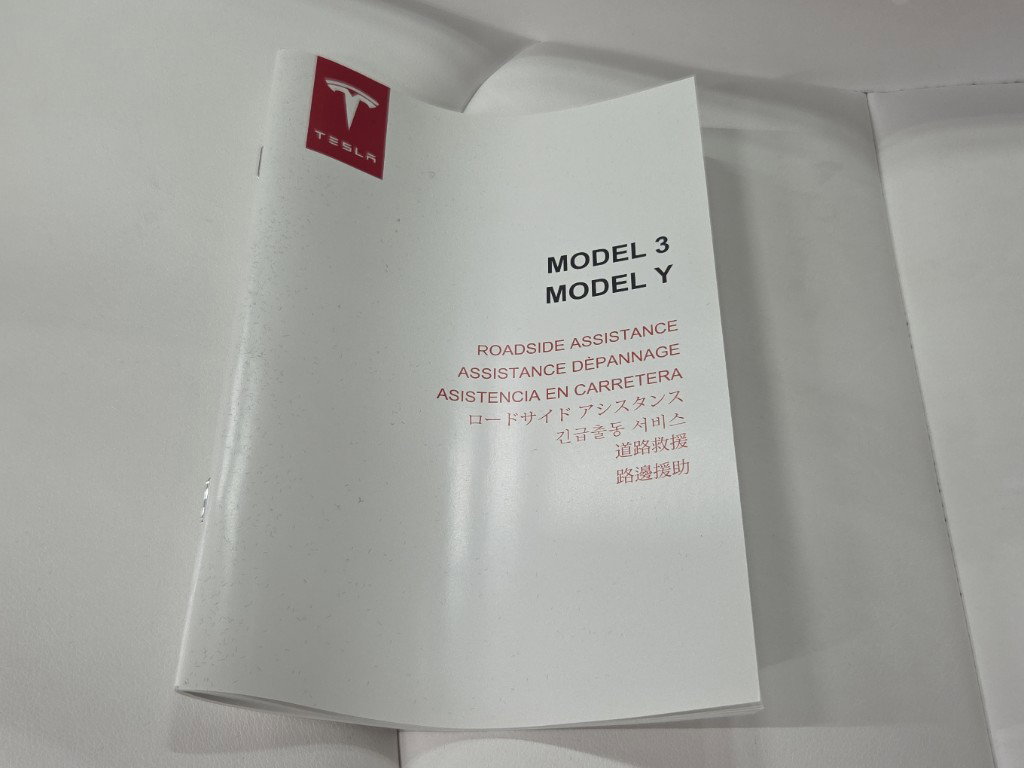 TESLA
MODEL 3
MODEL Y
ROADSIDE ASSISTANCE
ASSISTANCE DÉPANNAGE
ASISTENCIA EN CARRETERA
ロードサイド アシスタンス
긴급출동 서비스
道路救援
路邊援助